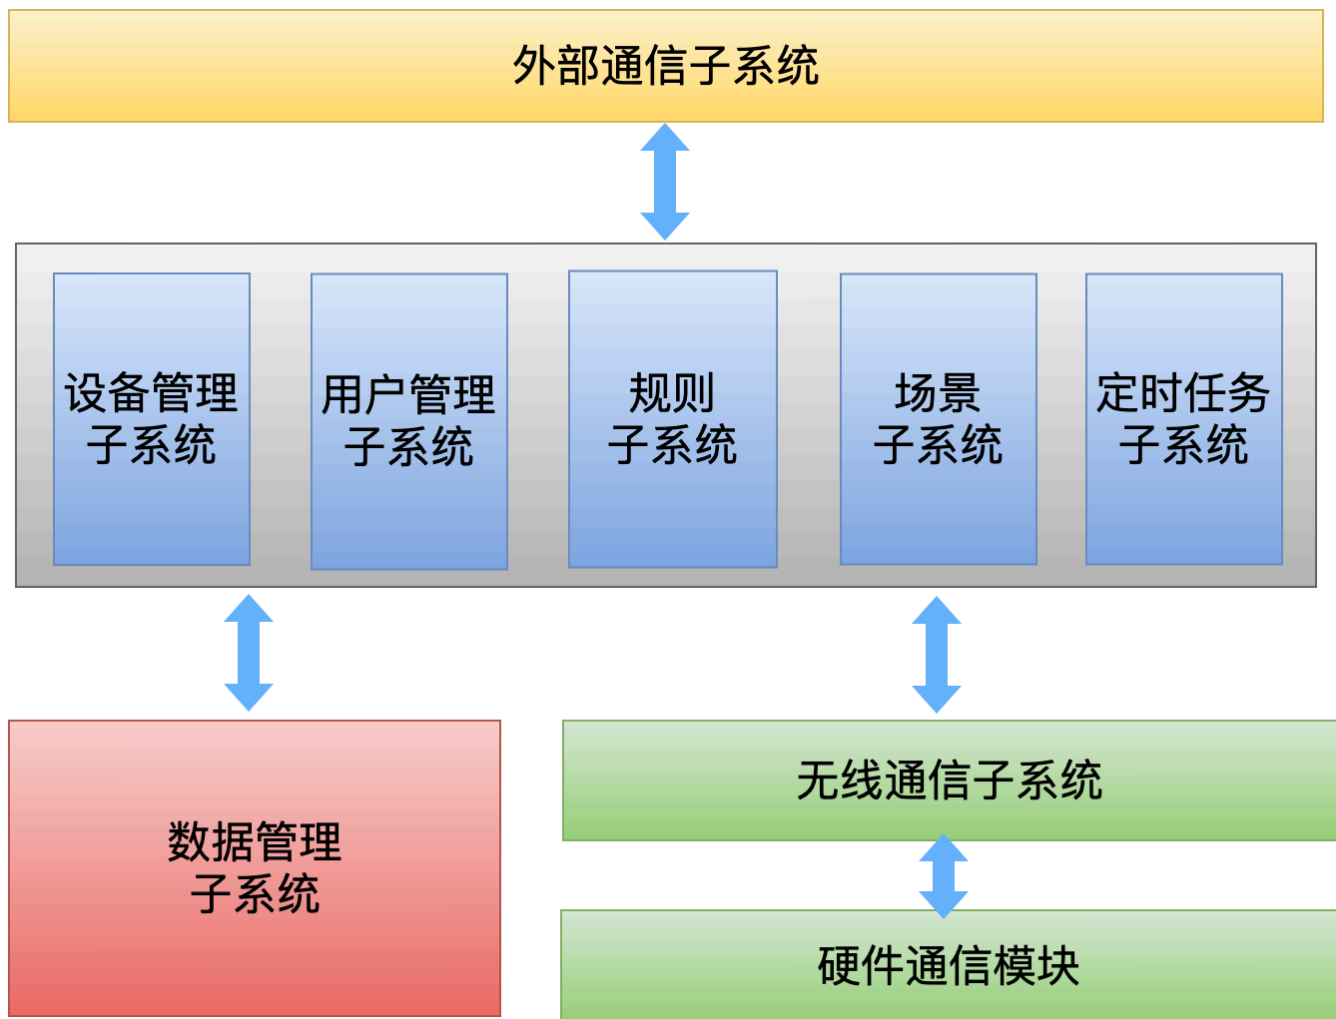 外部通信子系统
设备管理
子系统
用户管理
子系统
规则
子系统
场景
子系统
定时任务
子系统
数据管理
子系统
无线通信子系统
硬件通信模块